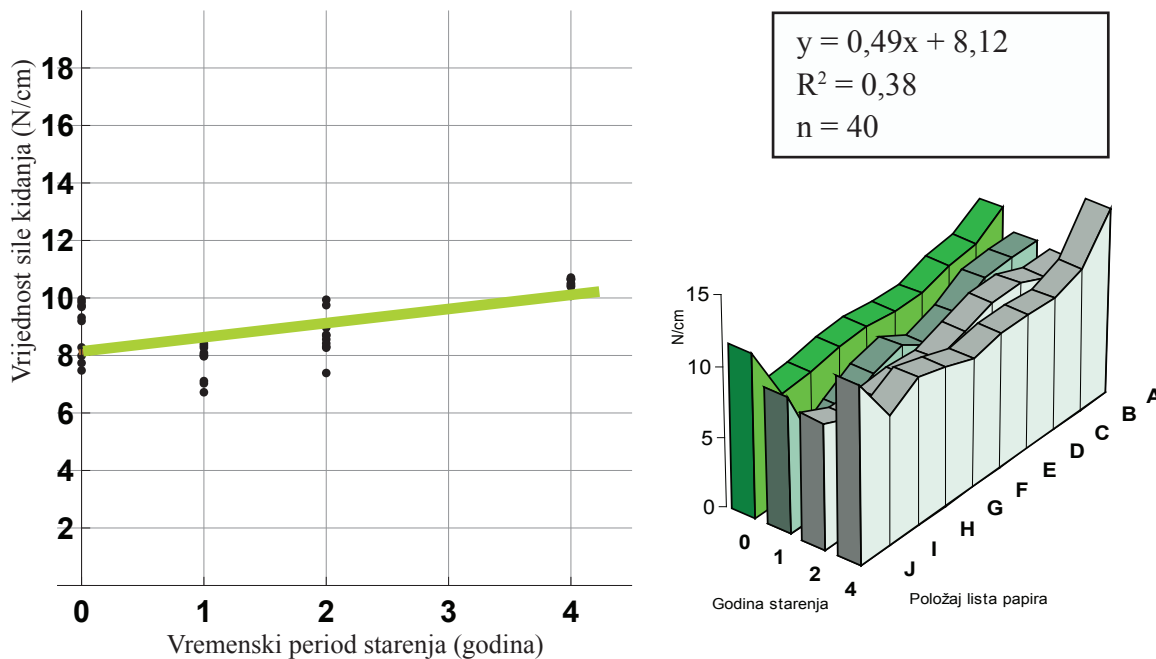 Vrijednost sile kidanja (N/cm)
18
16
14
12
10
8
6
4
2
0
1
2
3
4
Vremenski period starenja (godina)
y = 0,49x + 8,12
R² = 0,38
n = 40
N/cm
15
10
5
0
0
1
2
4
Godina starenja
J
I
H
G
F
E
D
C
B
A
Položaj lista papira